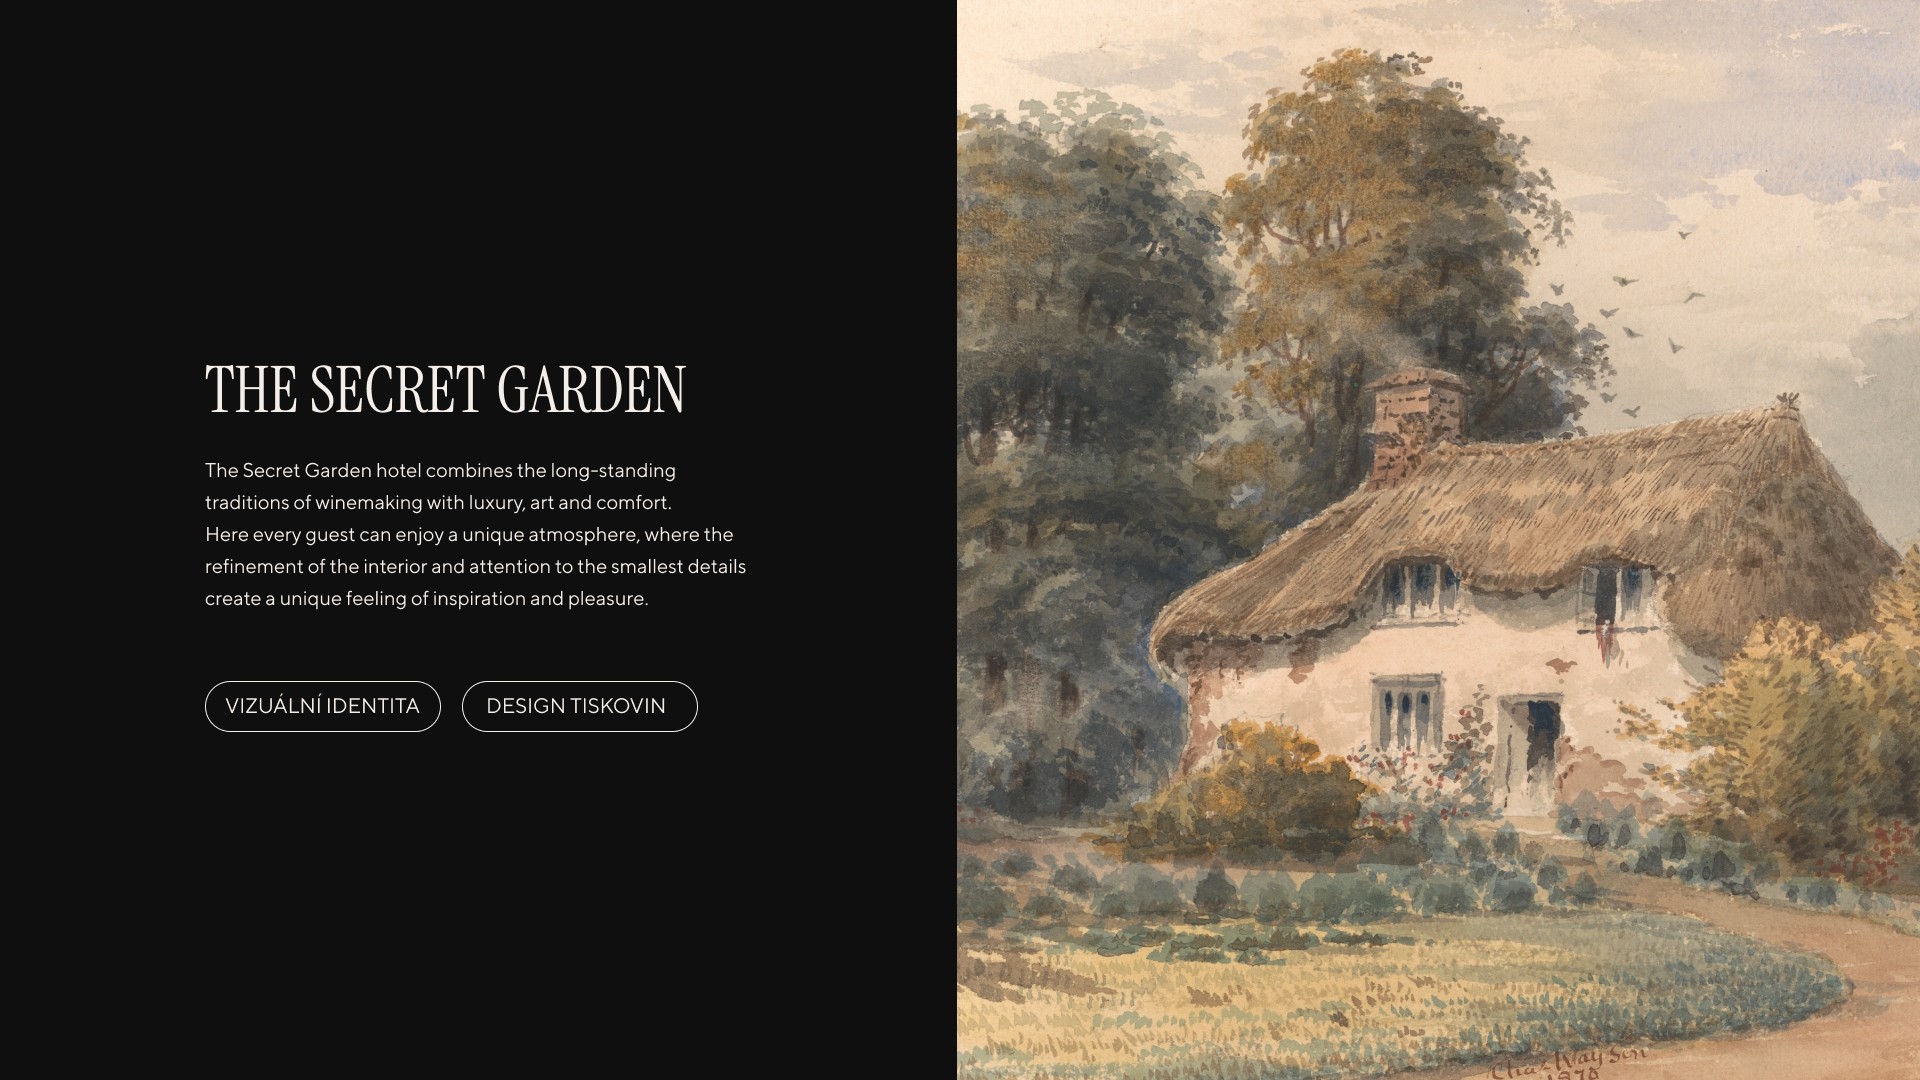 THE SECRET GARDEN
The Secret Garden hotel combines the long-standing
traditions of winemaking with luxury, art and comfort.
Here every guest can enjoy a unique atmosphere, where the
refinement of the interior and attention to the smallest details
create a unique feeling of inspiration and pleasure.
VIZUÁLNÍ IDENTITA
DESIGN TISKOVIN